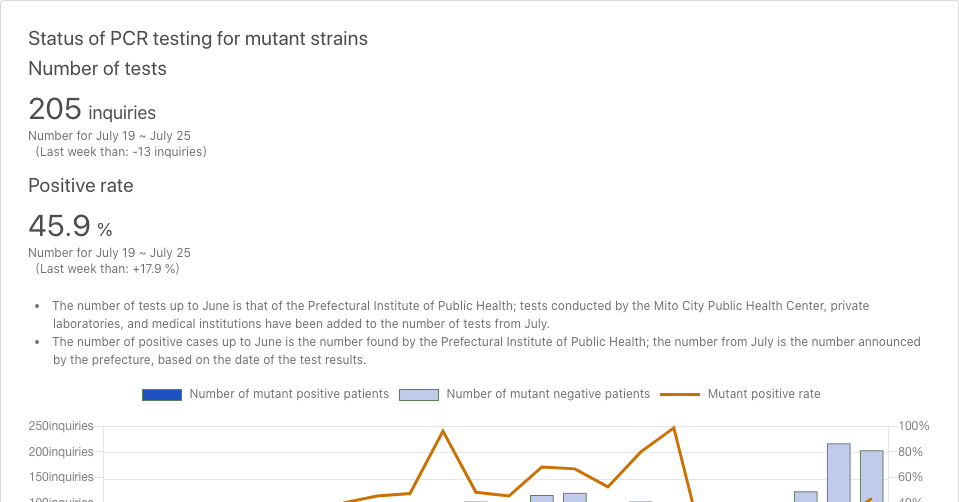 Status of PCR testing for mutant strains
Number of tests
205 inquiries
Number for July 19 ~ July 25
(Last week than: -13 inquiries)
Positive rate
45.9 %
Number for July 19 ~ July 25
(Last week than: +17.9 %)
• The number of tests up to June is that of the Prefectural Institute of Public Health; tests conducted by the Mito City Public Health Center, private
laboratories, and medical institutions have been added to the number of tests from July.
• The number of positive cases up to June is the number found by the Prefectural Institute of Public Health; the number from July is the number announced
by the prefecture, based on the date of the test results.
Number of mutant positive patients Number of mutant negative patients Mutant positive rate
250inquiries 100%
200inquiries 80%
150inquiries 60%
100inquiries 40%